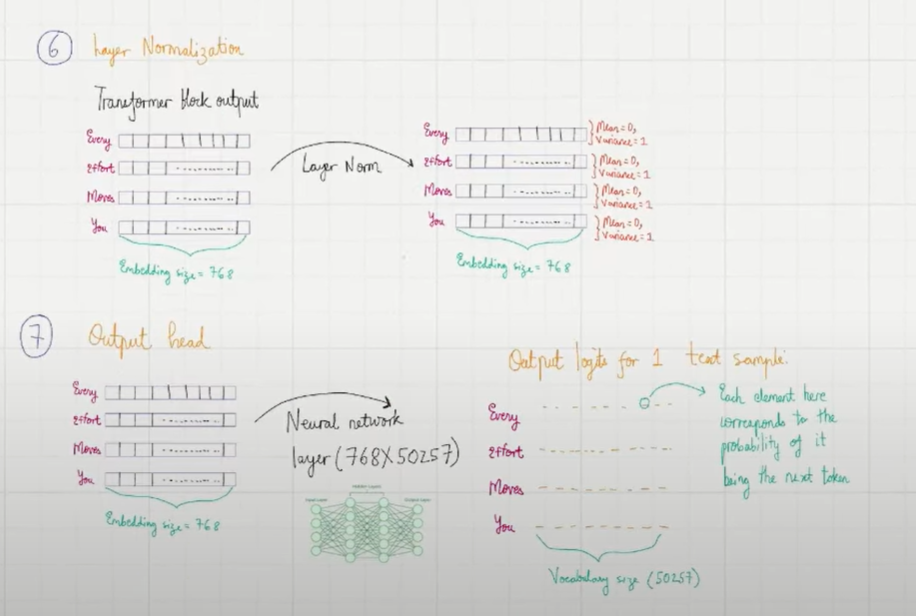 6 Layer Normalization
Transformer block output
Every
Effort
Moves
You
Embedding size = 768
Layer Norm
Every
Effort
Moves
You
Mean = 0,
Variance = 1
Mean = 0,
Variance = 1
Mean = 0,
Variance = 1
Mean = 0,
Variance = 1
Embedding size = 768
7 Output head
Every
Effort
Moves
You
Embedding size = 768
Neural network
layer (768X50257)
Output logits for 1 text sample:
Every
Effort
Moves
You
Vocabulary size (50257)
Each element here
corresponds to the
probability of it
being the next token